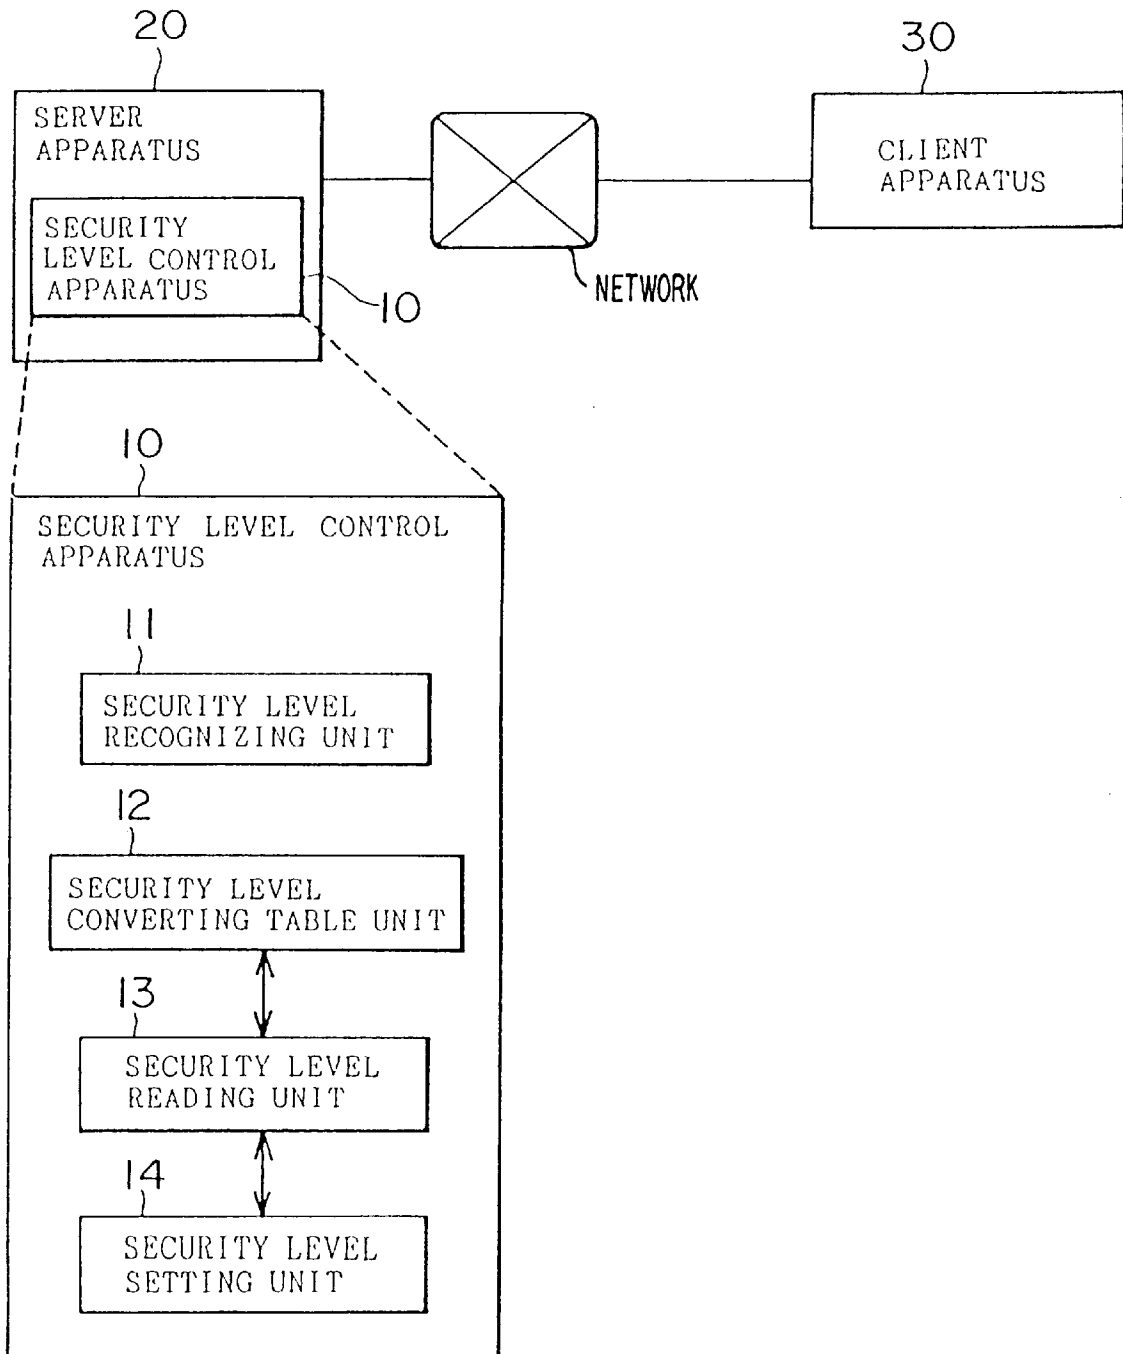 20
30
SERVER
APPARATUS
CLIENT
APPARATUS
SECURITY
LEVEL CONTROL
APPARATUS
10
NETWORK
10
SECURITY LEVEL CONTROL
APPARATUS
11
SECURITY LEVEL
RECOGNIZING UNIT
12
SECURITY LEVEL
CONVERTING TABLE UNIT
13
SECURITY LEVEL
READING UNIT
14
SECURITY LEVEL
SETTING UNIT